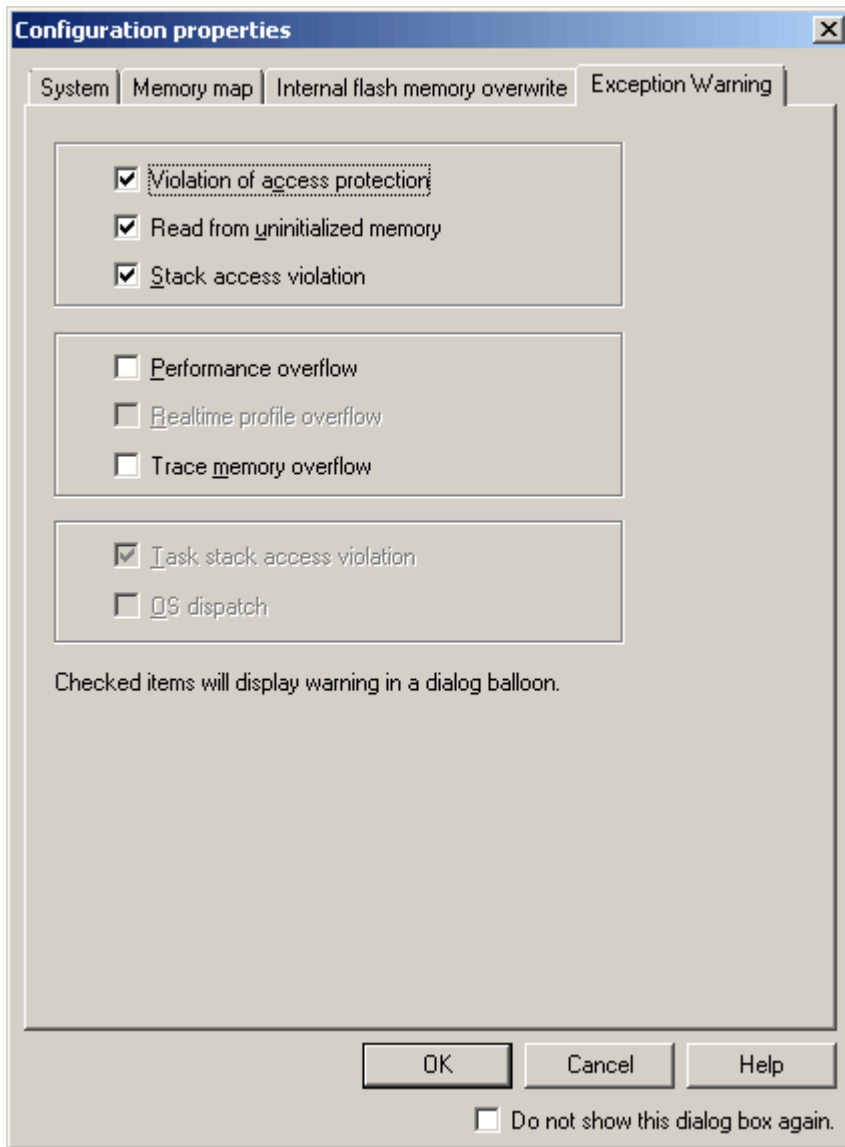 Configuration properties
System Memory map Internal flash memory overwrite Exception Warning
Violation of access protection
Read from uninitialized memory
Stack access violation
Performance overflow
Realtime profile overflow
Trace memory overflow
Task stack access violation
OS dispatch
Checked items will display warning in a dialog balloon.
OK Cancel Help
Do not show this dialog box again.